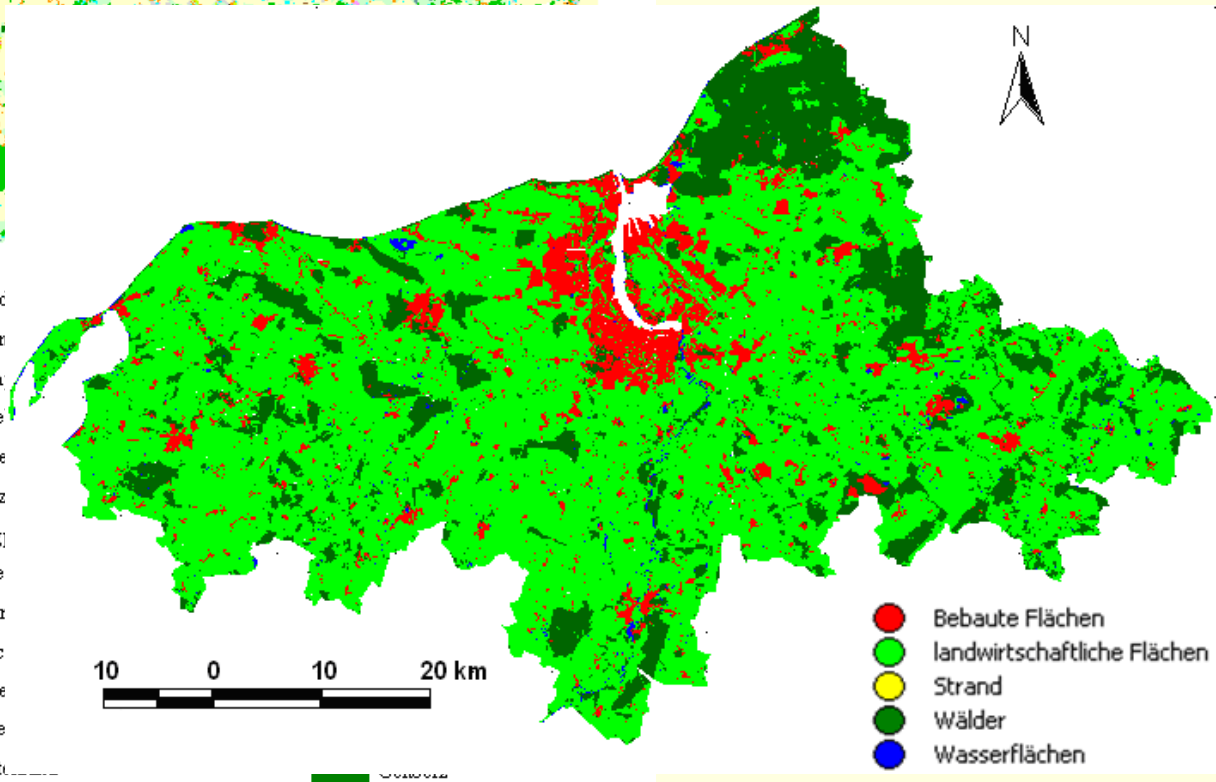 N
10 0 10 20 km
Bebaute Flächen
landwirtschaftliche Flächen
Strand
Wälder
Wasserflächen